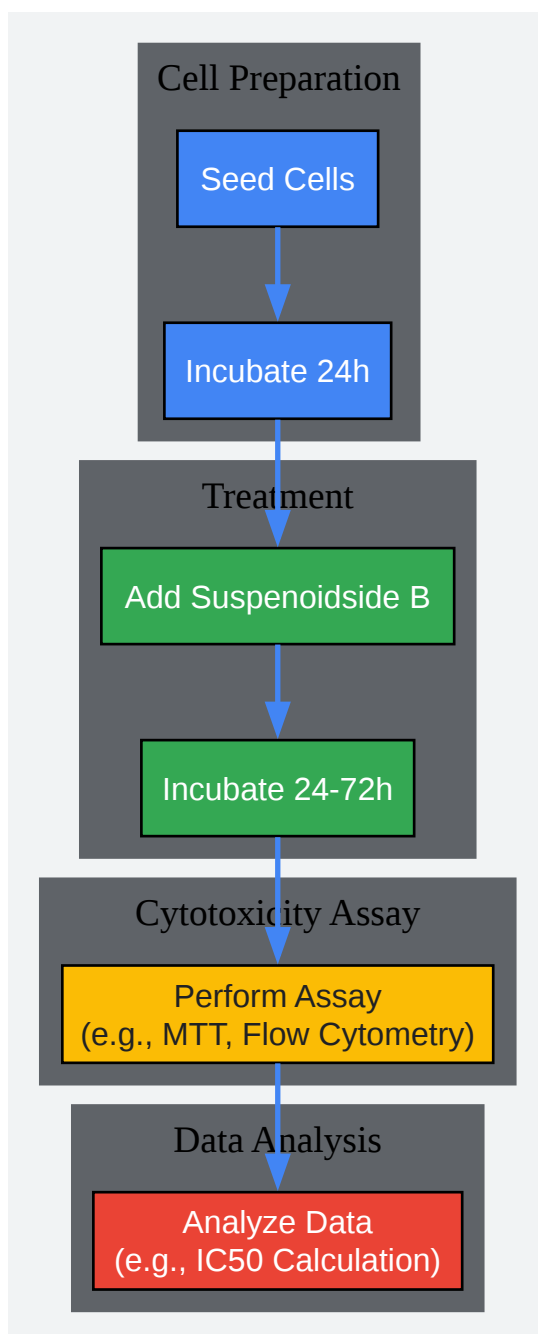 Cell Preparation
Seed Cells
Incubate 24h
Treatment
Add Suspenoidside B
Incubate 24-72h
Cytotoxicity Assay
Perform Assay
(e.g., MTT, Flow Cytometry)
Data Analysis
Analyze Data
(e.g., IC50 Calculation)